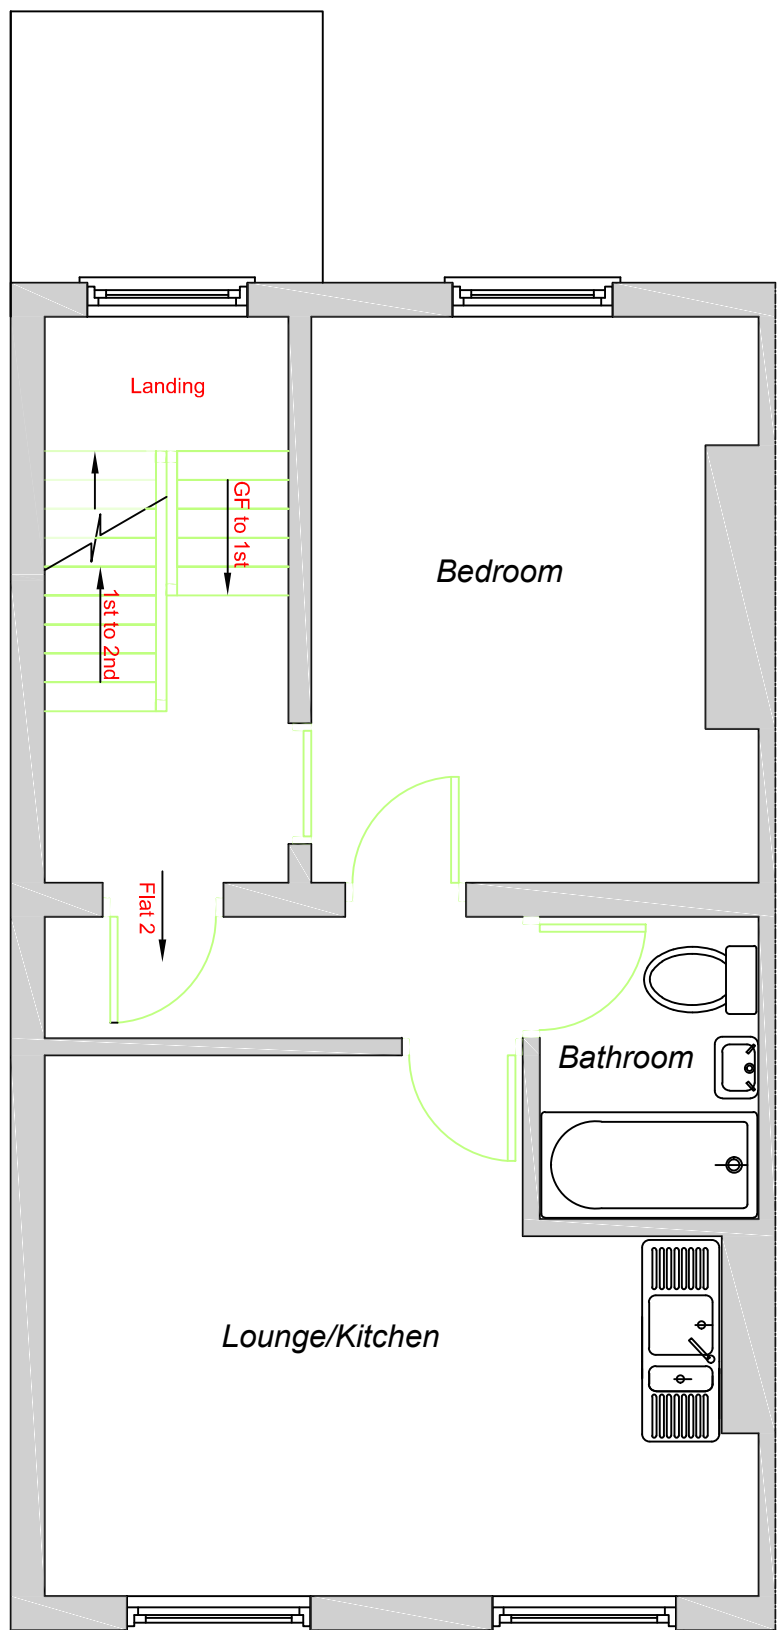 Landing
GF to 1st
1st to 2nd
Bedroom
Flat 2
Bathroom
Lounge/Kitchen